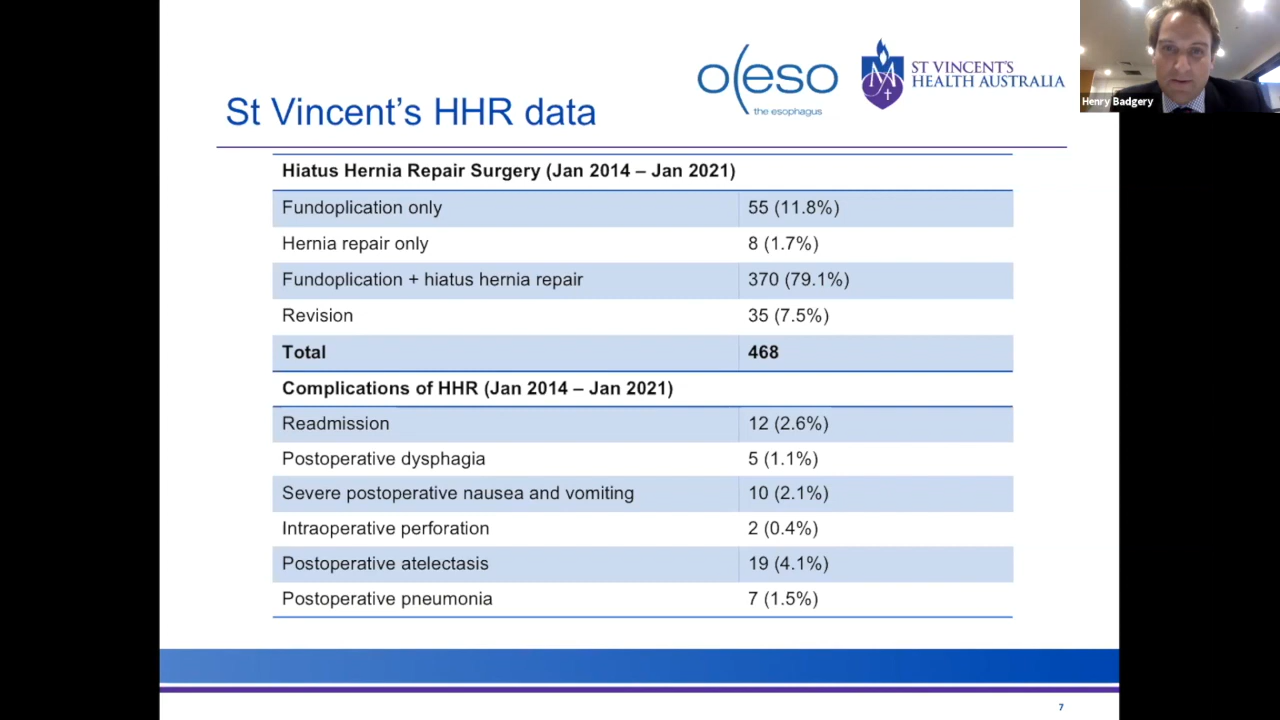 oeso
the esophagus
ST VINCENT'S
HEALTH AUSTRALIA
Henry Badgery
St Vincent's HHR data
Hiatus Hernia Repair Surgery (Jan 2014 – Jan 2021)
Fundoplication only 55 (11.8%)
Hernia repair only 8 (1.7%)
Fundoplication + hiatus hernia repair 370 (79.1%)
Revision 35 (7.5%)
Total 468
Complications of HHR (Jan 2014 – Jan 2021)
Readmission 12 (2.6%)
Postoperative dysphagia 5 (1.1%)
Severe postoperative nausea and vomiting 10 (2.1%)
Intraoperative perforation 2 (0.4%)
Postoperative atelectasis 19 (4.1%)
Postoperative pneumonia 7 (1.5%)
7